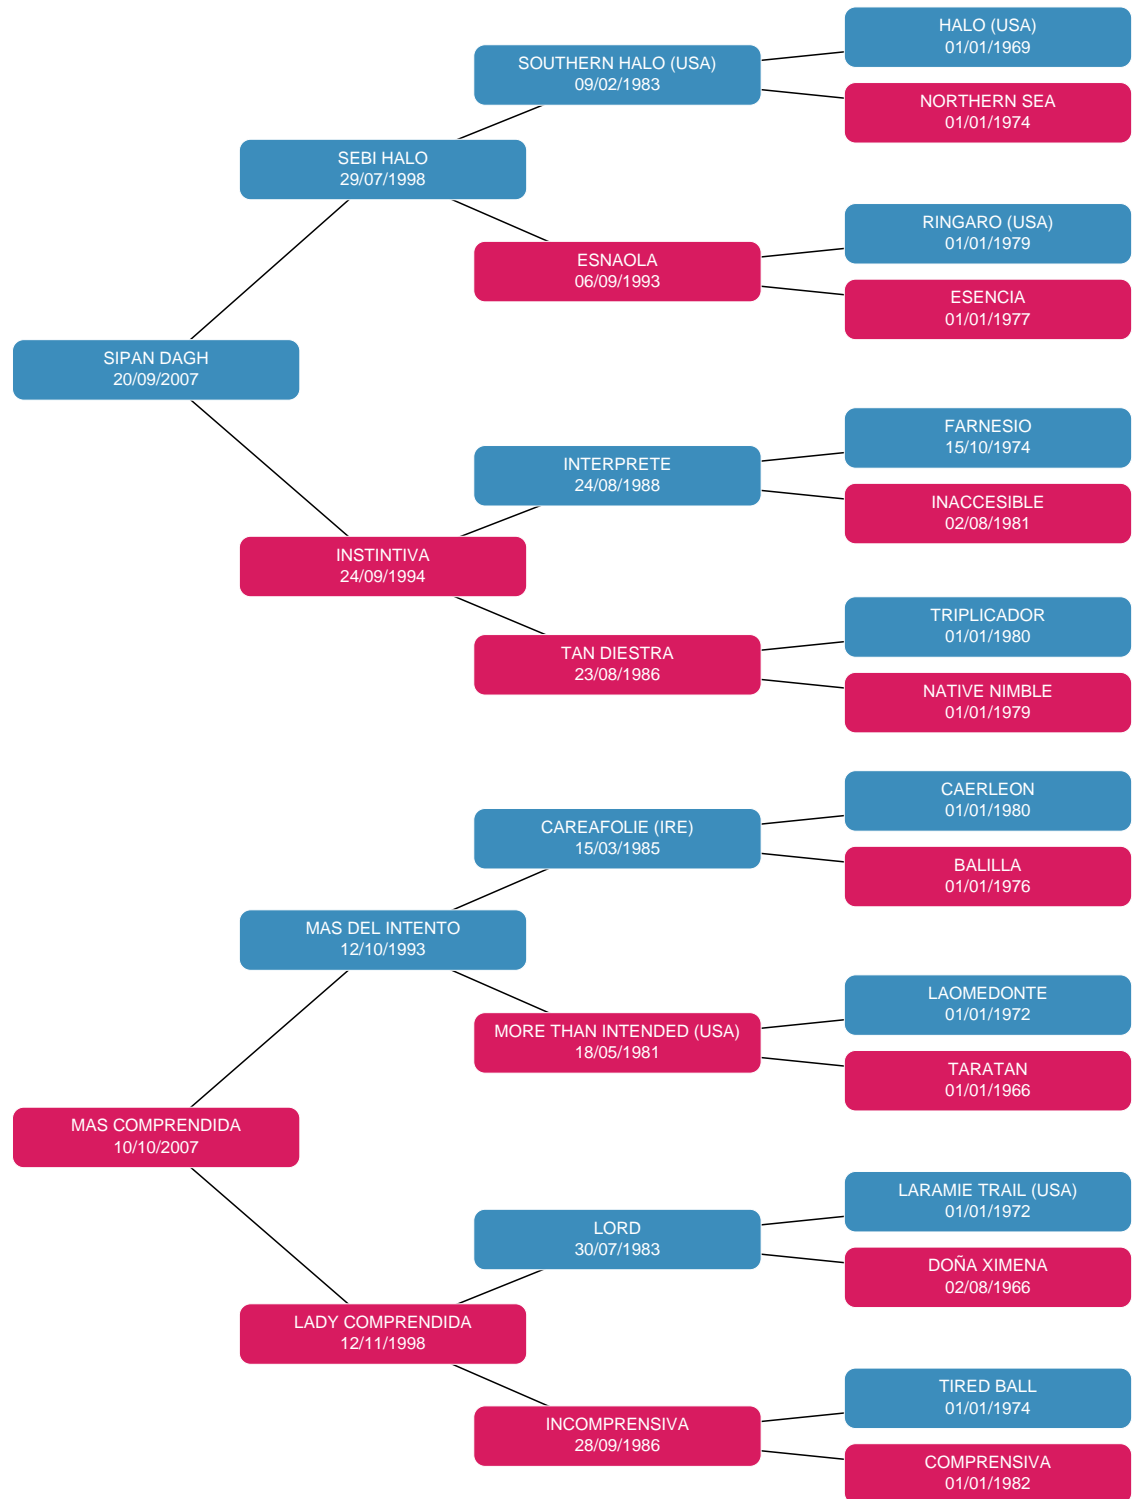 HALO (USA)
01/01/1969
SOUTHERN HALO (USA)
09/02/1983
NORTHERN SEA
01/01/1974
SEBI HALO
29/07/1998
RINGARO (USA)
01/01/1979
ESNAOLA
06/09/1993
ESENCIA
01/01/1977
SIPAN DAGH
20/09/2007
FARNESIO
15/10/1974
INTERPRETE
24/08/1988
INACCESIBLE
02/08/1981
INSTINTIVA
24/09/1994
TRIPLICADOR
01/01/1980
TAN DIESTRA
23/08/1986
NATIVE NIMBLE
01/01/1979
CAERLEON
01/01/1980
CAREAFOLIE (IRE)
15/03/1985
BALILLA
01/01/1976
MAS DEL INTENTO
12/10/1993
LAOMEDONTE
01/01/1972
MORE THAN INTENDED (USA)
18/05/1981
TARATAN
01/01/1966
MAS COMPRENDIDA
10/10/2007
LARAMIE TRAIL (USA)
01/01/1972
LORD
30/07/1983
DOÑA XIMENA
02/08/1966
LADY COMPRENDIDA
12/11/1998
TIRED BALL
01/01/1974
INCOMPRENSIVA
28/09/1986
COMPRENSIVA
01/01/1982